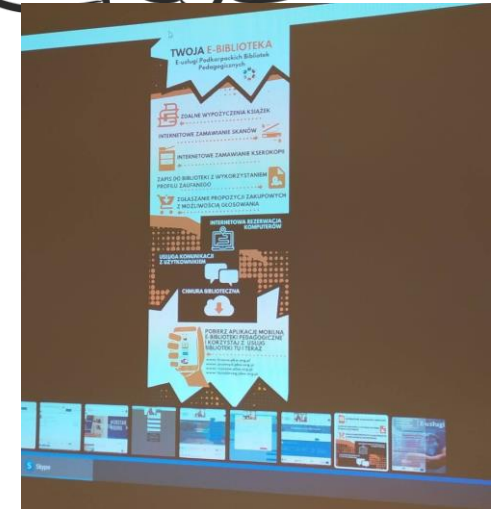 TWOJA E-BIBLIOTEKA
E-usługi Podkarpackich Bibliotek
Pedagogicznych
ZDALNE WYPOŻYCZENIA KSIĄŻEK
INTERNETOWE ZAMAWIANIE SKANÓW
INTERNETOWE ZAMAWIANIE KSEROKOPII
ZAPIS DO BIBLIOTEKI Z WYKORZYSTANIEM
PROFILU ZAUFANEGO
ZGŁASZANIE PROPOZYCJI ZAKUPOWYCH
Z MOŻLIWOŚCIĄ GŁOSOWANIA
INTERNETOWA REZERWACJA
KOMPUTERÓW
USŁUGA KOMUNIKACJI
Z UŻYTKOWNIKIEM
CHMURA BIBLIOTECZNA
POBIERZ APLIKACJĘ MOBILNĄ
E-BIBLIOTEKI PEDAGOGICZNE
I KORZYSTAJ Z USŁUG
BIBLIOTEKI TU I TERAZ
Skype